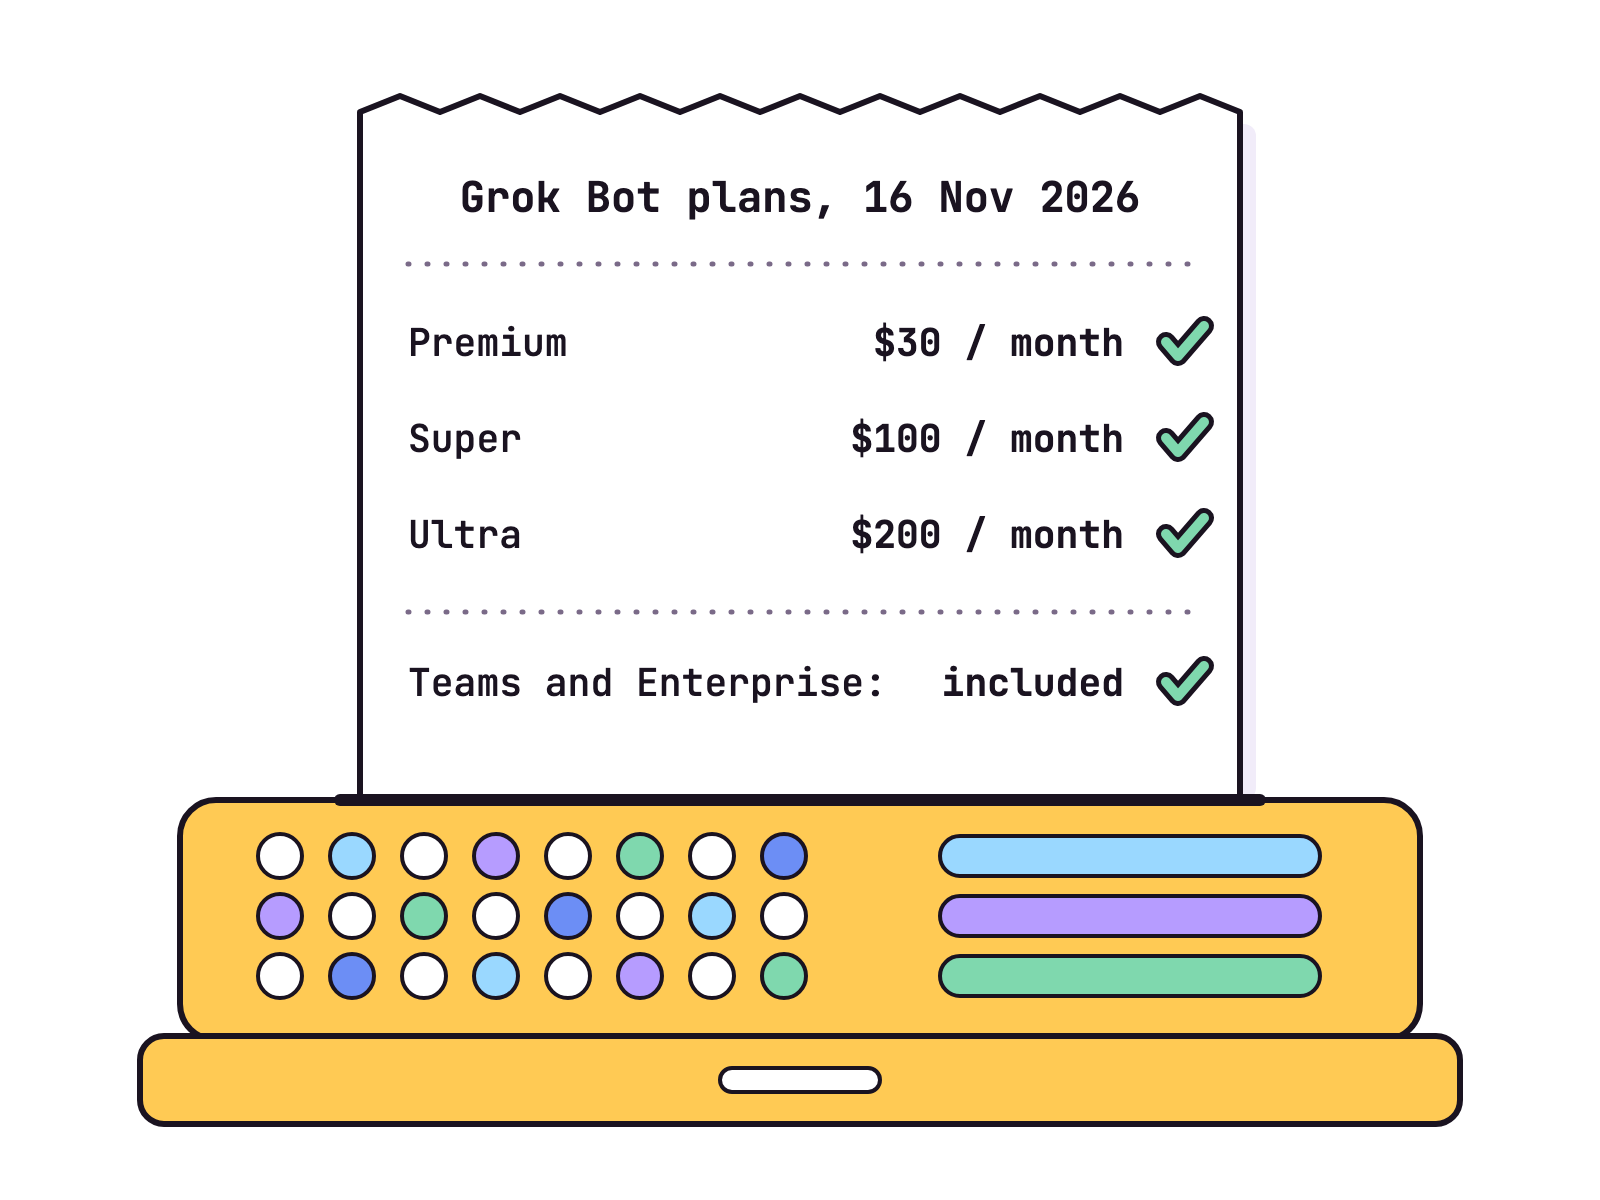 Grok Bot plans, 16 Nov 2026
Premium $30 / month
Super $100 / month
Ultra $200 / month
Teams and Enterprise: included